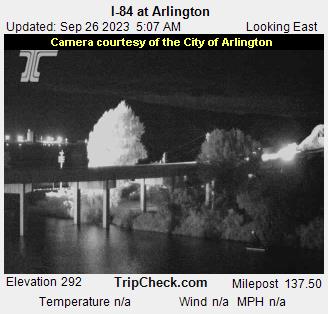 I-84 at Arlington
Updated: Sep 26 2023 5:07 AM Looking East
Camera courtesy of the City of Arlington
Elevation 292 TripCheck.com Milepost 137.50
Temperature n/a Wind n/a MPH n/a